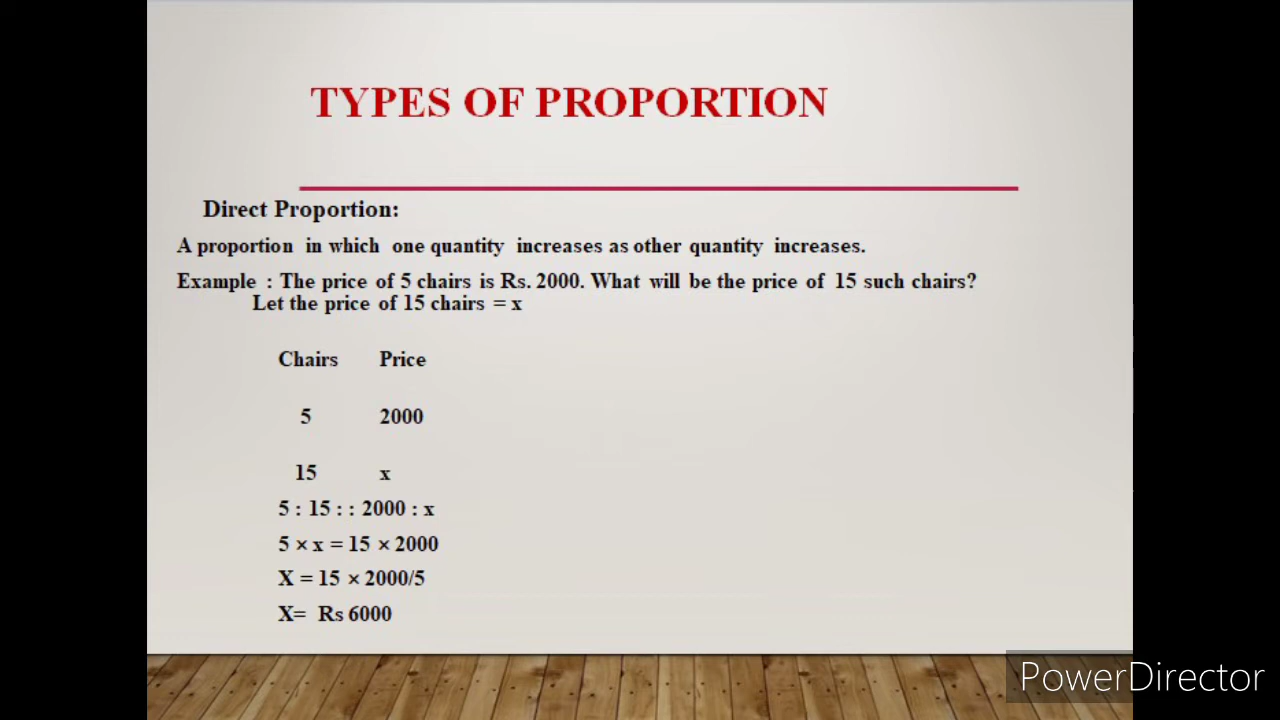 TYPES OF PROPORTION
Direct Proportion:
A proportion in which one quantity increases as other quantity increases.
Example : The price of 5 chairs is Rs. 2000. What will be the price of 15 such chairs?
Let the price of 15 chairs = x
Chairs Price
5 2000
15 x
5 : 15 : : 2000 : x
5 × x = 15 × 2000
X = 15 × 2000/5
X= Rs 6000
PowerDirector